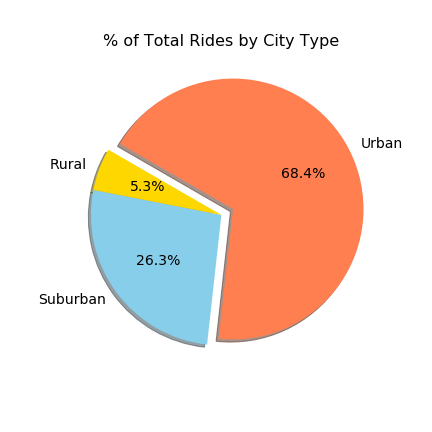 % of Total Rides by City Type
Urban
Rural
68.4%
5.3%
26.3%
Suburban